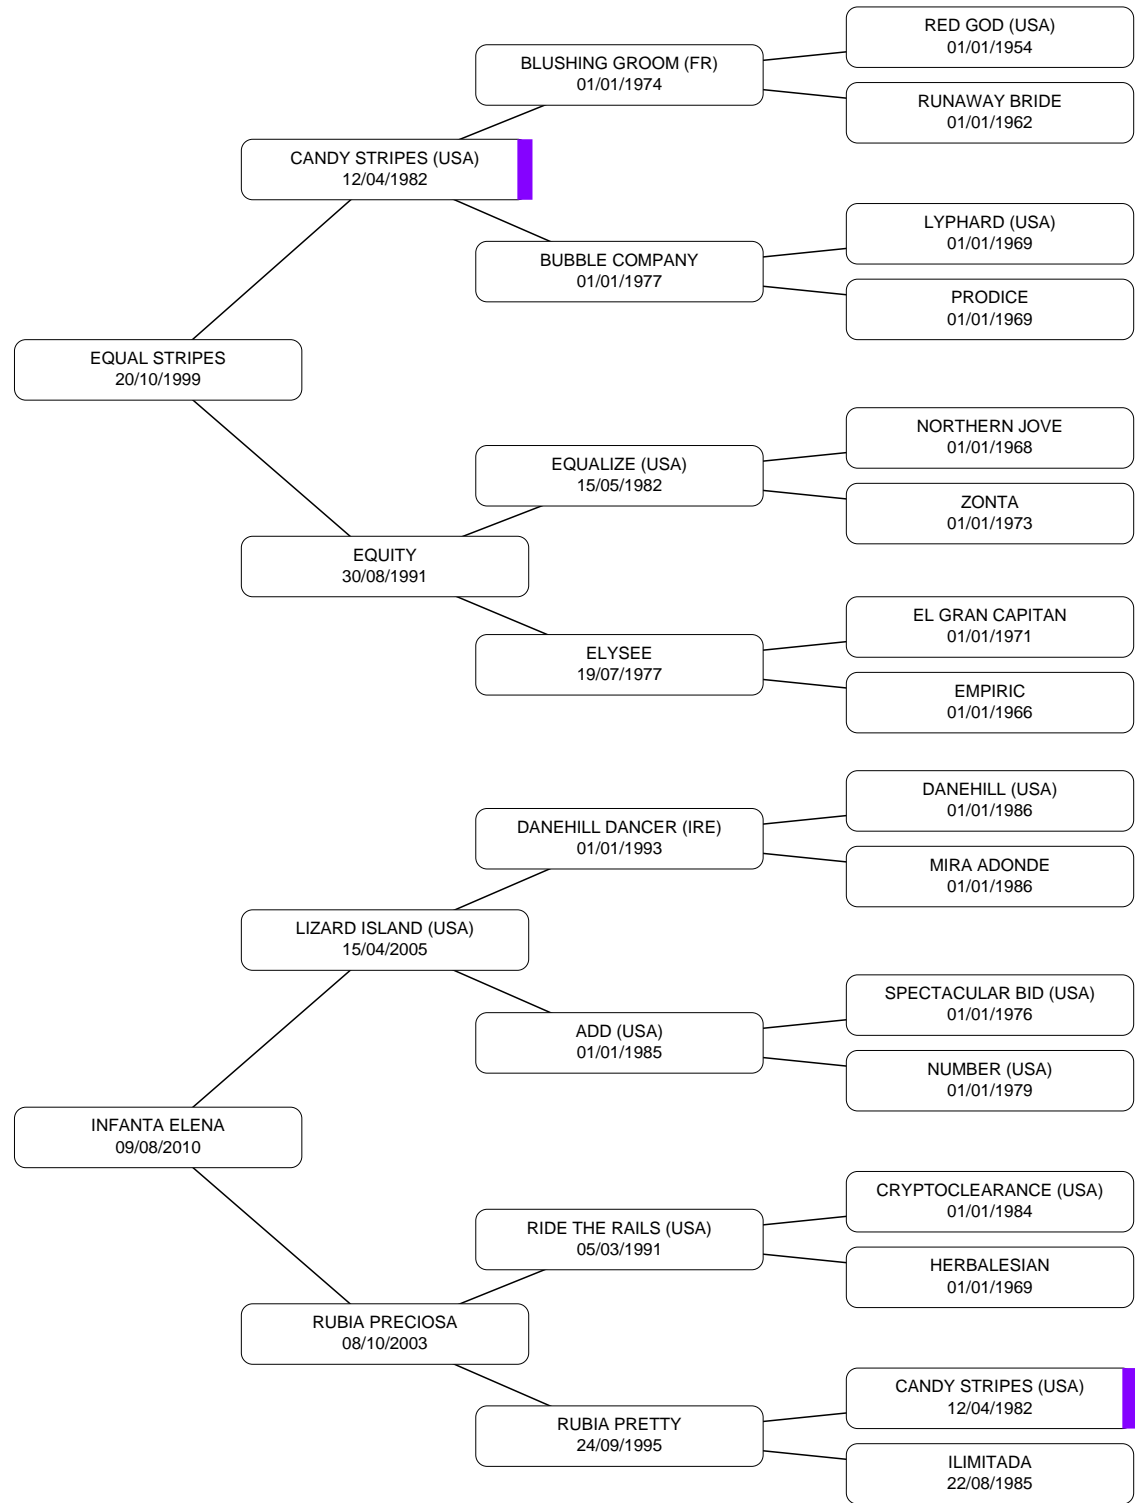 RED GOD (USA)
01/01/1954
BLUSHING GROOM (FR)
01/01/1974
RUNAWAY BRIDE
01/01/1962
CANDY STRIPES (USA)
12/04/1982
LYPHARD (USA)
01/01/1969
BUBBLE COMPANY
01/01/1977
PRODICE
01/01/1969
EQUAL STRIPES
20/10/1999
NORTHERN JOVE
01/01/1968
EQUALIZE (USA)
15/05/1982
ZONTA
01/01/1973
EQUITY
30/08/1991
EL GRAN CAPITAN
01/01/1971
ELYSEE
19/07/1977
EMPIRIC
01/01/1966
DANEHILL (USA)
01/01/1986
DANEHILL DANCER (IRE)
01/01/1993
MIRA ADONDE
01/01/1986
LIZARD ISLAND (USA)
15/04/2005
SPECTACULAR BID (USA)
01/01/1976
ADD (USA)
01/01/1985
NUMBER (USA)
01/01/1979
INFANTA ELENA
09/08/2010
CRYPTOCLEARANCE (USA)
01/01/1984
RIDE THE RAILS (USA)
05/03/1991
HERBALESIAN
01/01/1969
RUBIA PRECIOSA
08/10/2003
CANDY STRIPES (USA)
12/04/1982
RUBIA PRETTY
24/09/1995
ILIMITADA
22/08/1985